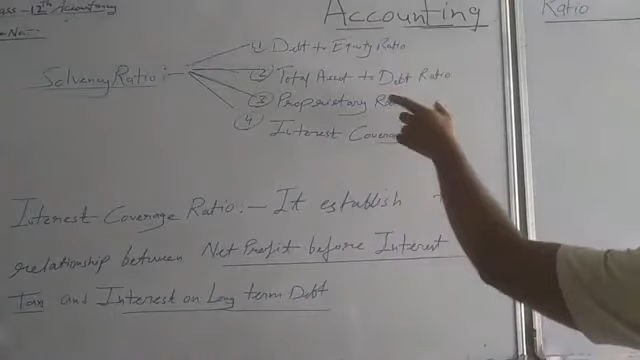 Class - 12th Accountancy
Accounting
Ratio
Solvency Ratio :-
① Debt to Equity Ratio
② Total Asset to Debt Ratio
③ Proprietary
④ Interest Coverage
Interest Coverage Ratio :- It establish
relationship between Net Profit before Interest
Tax and Interest on Long term Debt